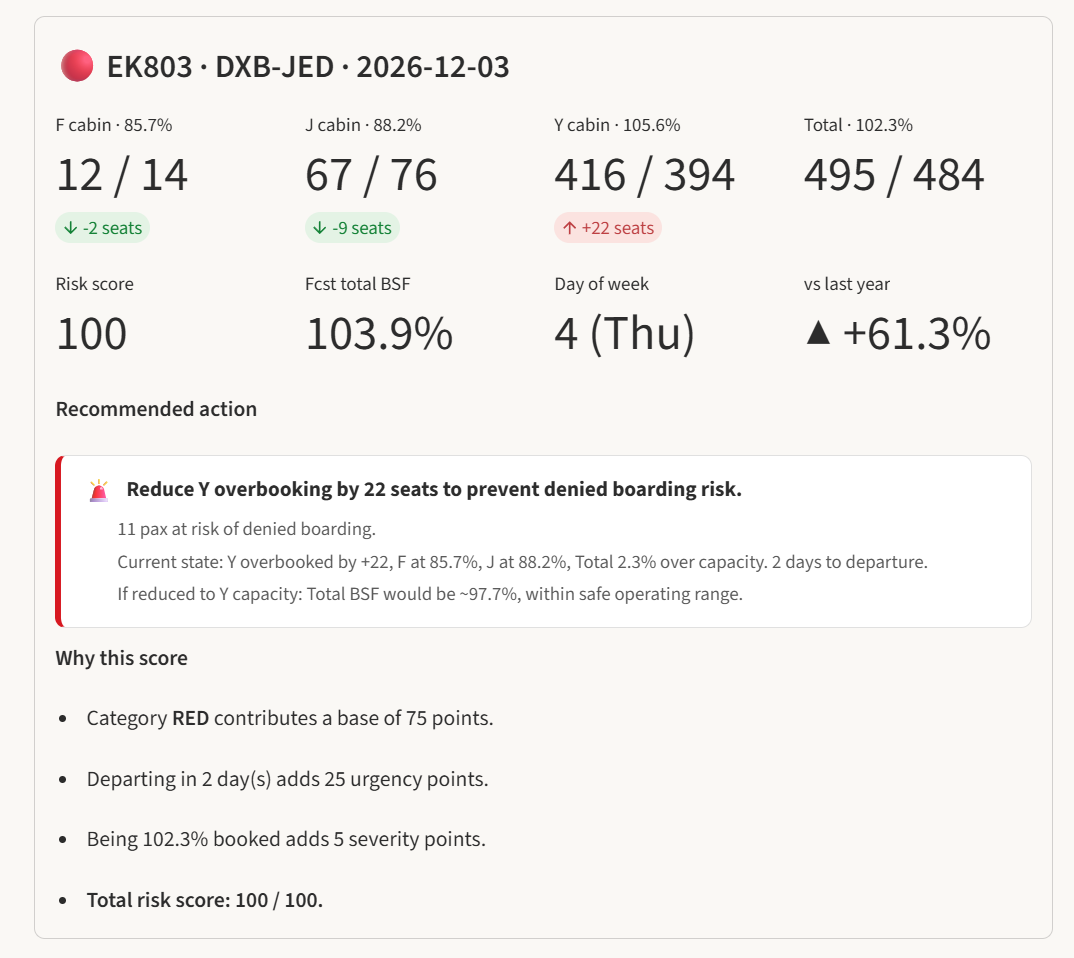 EK803 · DXB-JED · 2026-12-03
F cabin · 85.7%
J cabin · 88.2%
Y cabin · 105.6%
Total · 102.3%
12 / 14
67 / 76
416 / 394
495 / 484
↓ -2 seats
↓ -9 seats
↑ +22 seats
Risk score
Fcst total BSF
Day of week
vs last year
100
103.9%
4 (Thu)
▲ +61.3%
Recommended action
Reduce Y overbooking by 22 seats to prevent denied boarding risk.
11 pax at risk of denied boarding.
Current state: Y overbooked by +22, F at 85.7%, J at 88.2%, Total 2.3% over capacity. 2 days to departure.
If reduced to Y capacity: Total BSF would be ~97.7%, within safe operating range.
Why this score
• Category RED contributes a base of 75 points.
• Departing in 2 day(s) adds 25 urgency points.
• Being 102.3% booked adds 5 severity points.
• Total risk score: 100 / 100.